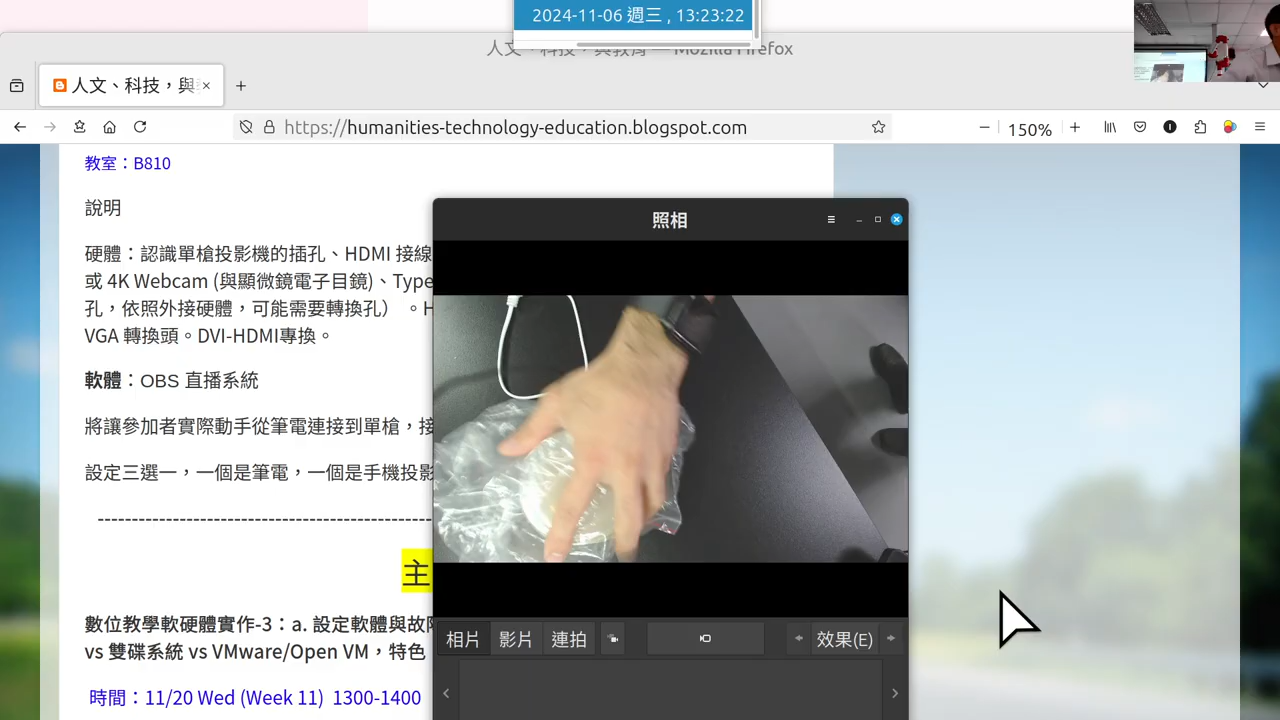 2024-11-06 週三 , 13:23:22
人文、科技，與教育 — Mozilla Firefox
人文、科技，與
https://humanities-technology-education.blogspot.com
150%
教室：B810
說明
硬體：認識單槍投影機的插孔、HDMI 接線
或 4K Webcam (與顯微鏡電子目鏡)、Type
孔，依照外接硬體，可能需要轉換孔） 。H
VGA 轉換頭。DVI-HDMI專換。
軟體：OBS 直播系統
將讓參加者實際動手從筆電連接到單槍，接
設定三選一，一個是筆電，一個是手機投影
------------------------------------------------
主
數位教學軟硬體實作-3：a. 設定軟體與故
vs 雙碟系統 vs VMware/Open VM，特色
時間：11/20 Wed (Week 11) 1300-1400
照相
相片
影片
連拍
效果(E)